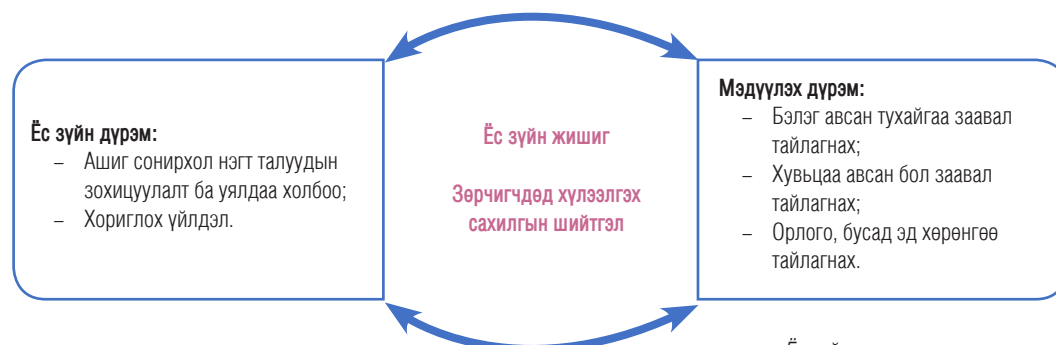 Ёс зүйн дүрэм:
– Ашиг сонирхол нэгт талуудын
зохицуулалт ба уялдаа холбоо;
– Хориглох үйлдэл.
Ёс зүйн жишиг
Зөрчигчдөд хүлээлгэх
сахилгын шийтгэл
Мэдүүлэх дүрэм:
– Бэлэг авсан тухайгаа заавал
тайлагнах;
– Хувьцаа авсан бол заавал
тайлагнах;
– Орлого, бусад эд хөрөнгөө
тайлагнах.